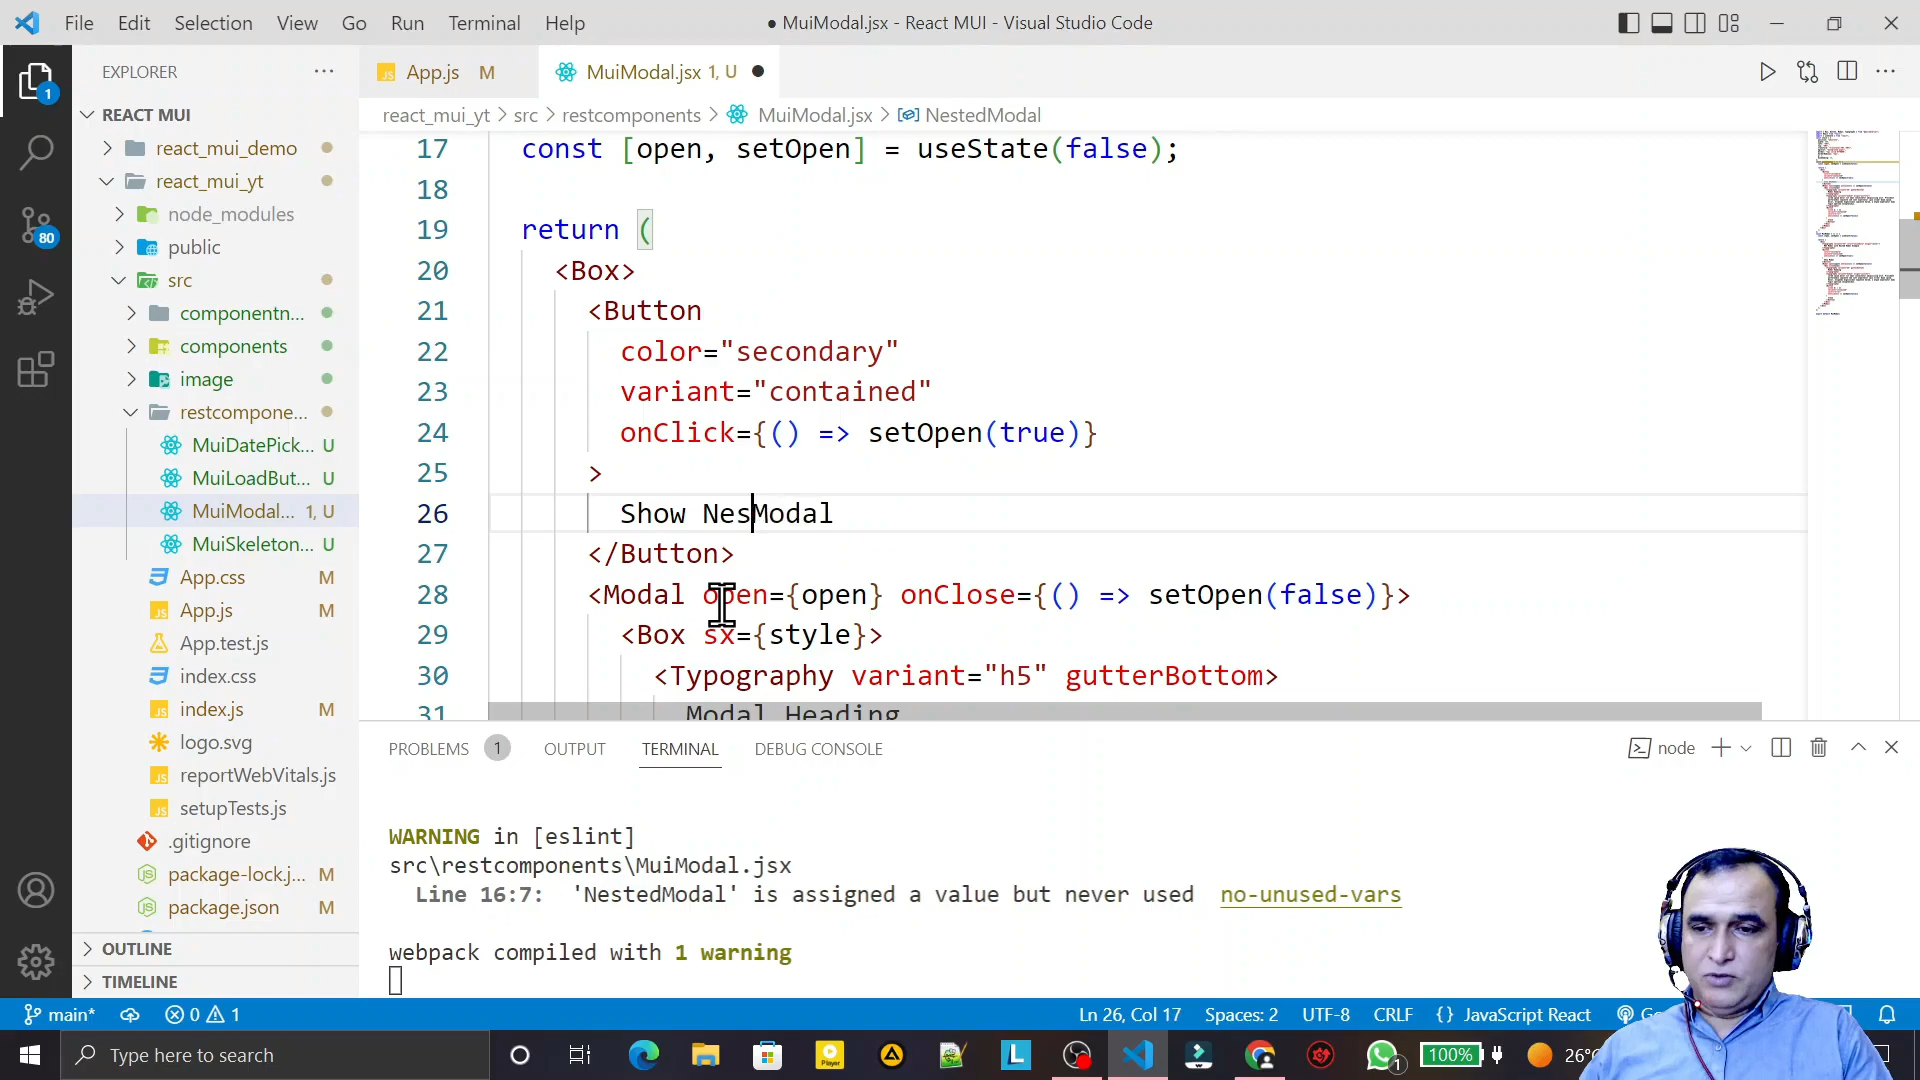 File Edit Selection View Go Run Terminal Help
● MuiModal.jsx - React MUI - Visual Studio Code
EXPLORER
App.js M
MuiModal.jsx 1, U
REACT MUI
react_mui_yt > src > restcomponents > MuiModal.jsx > NestedModal
react_mui_demo
react_mui_yt
node_modules
public
src
componentn...
components
image
restcompone...
MuiDatePick... U
MuiLoadBut... U
MuiModal... 1, U
MuiSkeleton... U
App.css M
App.js M
App.test.js
index.css
index.js M
logo.svg
reportWebVitals.js
setupTests.js
.gitignore
package-lock.j... M
package.json M
OUTLINE
TIMELINE
1
80
17 const [open, setOpen] = useState(false);
18
19 return (
20 <Box>
21 <Button
22 color="secondary"
23 variant="contained"
24 onClick={() => setOpen(true)}
25 >
26 Show NesModal
27 </Button>
28 <Modal open={open} onClose={() => setOpen(false)}>
29 <Box sx={style}>
30 <Typography variant="h5" gutterBottom>
31 Modal Heading
PROBLEMS 1 OUTPUT TERMINAL DEBUG CONSOLE
node
WARNING in [eslint]
src\restcomponents\MuiModal.jsx
Line 16:7: 'NestedModal' is assigned a value but never used no-unused-vars
webpack compiled with 1 warning
main* 0 1
Ln 26, Col 17 Spaces: 2 UTF-8 CRLF {} JavaScript React
Type here to search
Player
L
1
100%
26°